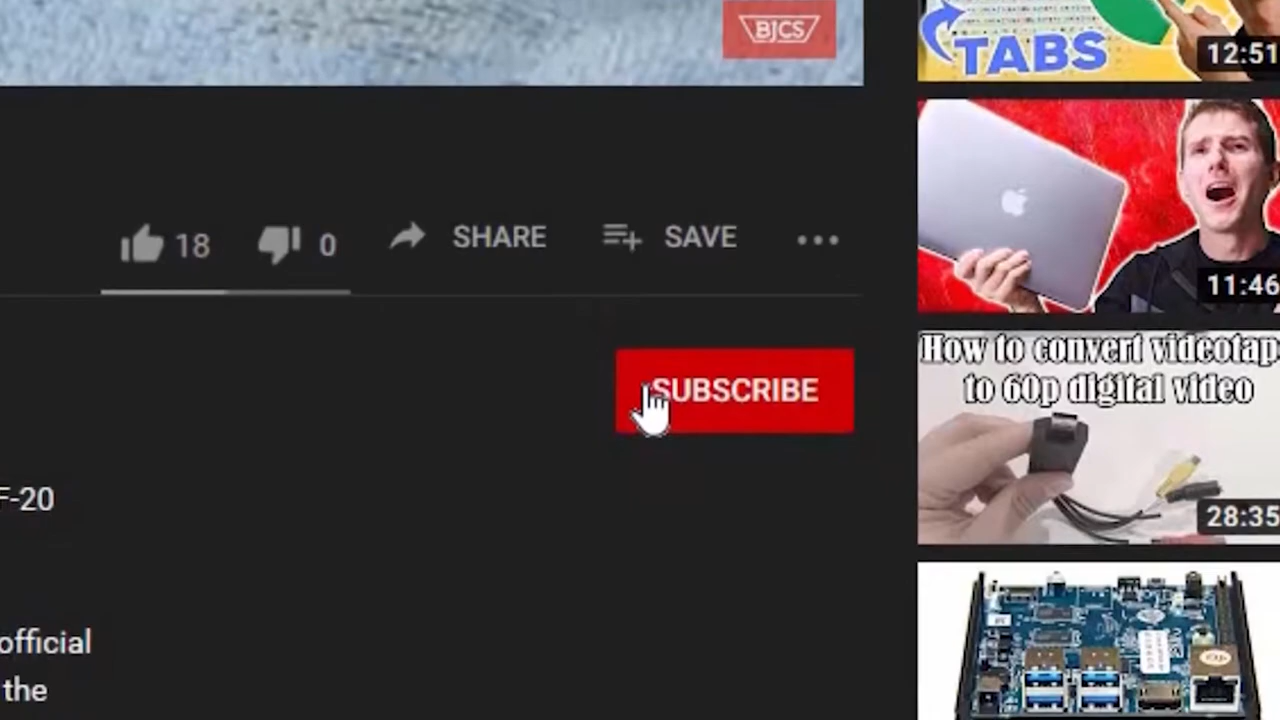 BJCS
TABS
12:51
11:46
18
0
SHARE
SAVE
SUBSCRIBE
How to convert videotap
to 60p digital video
28:35
F-20
official
the